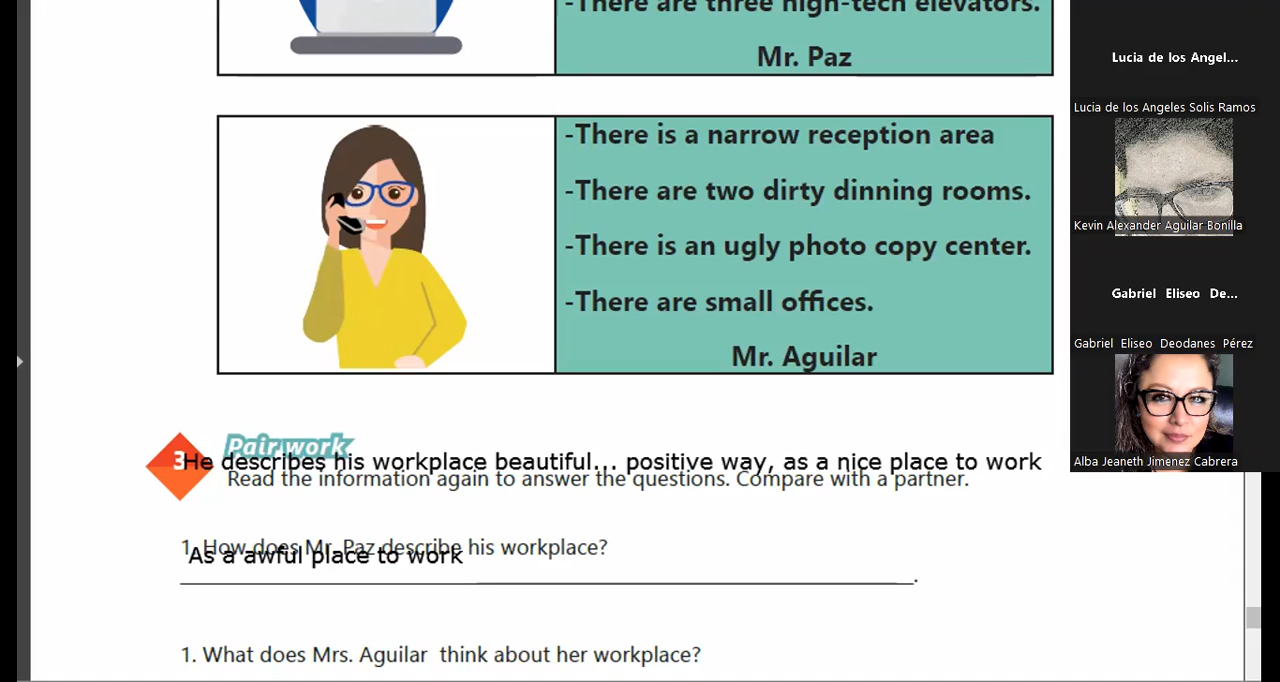 -There are three high-tech elevators.
Mr. Paz
-There is a narrow reception area
-There are two dirty dinning rooms.
-There is an ugly photo copy center.
-There are small offices.
Mr. Aguilar
3
Pair work
He describes his workplace beautiful... positive way, as a nice place to work
Read the information again to answer the questions. Compare with a partner.
1. How does Mr. Paz describe his workplace?
As a awful place to work
1. What does Mrs. Aguilar think about her workplace?
Lucia de los Angel...
Lucia de los Angeles Solis Ramos
Kevin Alexander Aguilar Bonilla
Gabriel Eliseo De...
Gabriel Eliseo Deodanes Pérez
Alba Jeaneth Jimenez Cabrera